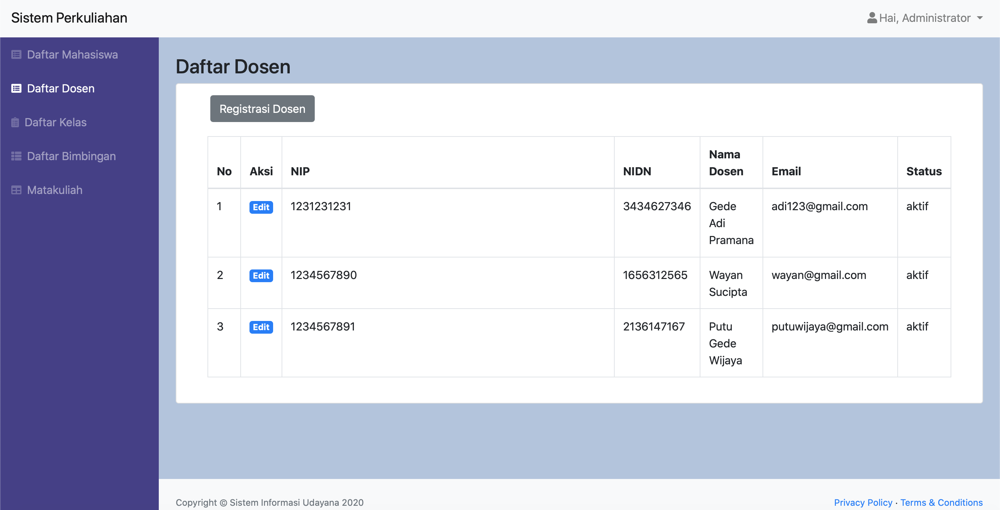 Sistem Perkuliahan
Hai, Administrator
Daftar Mahasiswa
Daftar Dosen
Daftar Kelas
Daftar Bimbingan
Matakuliah
Daftar Dosen
Registrasi Dosen
No Aksi NIP NIDN Nama Dosen Email Status
1 Edit 1231231231 3434627346 Gede Adi Pramana adi123@gmail.com aktif
2 Edit 1234567890 1656312565 Wayan Sucipta wayan@gmail.com aktif
3 Edit 1234567891 2136147167 Putu Gede Wijaya putuwijaya@gmail.com aktif
Copyright © Sistem Informasi Udayana 2020
Privacy Policy · Terms & Conditions